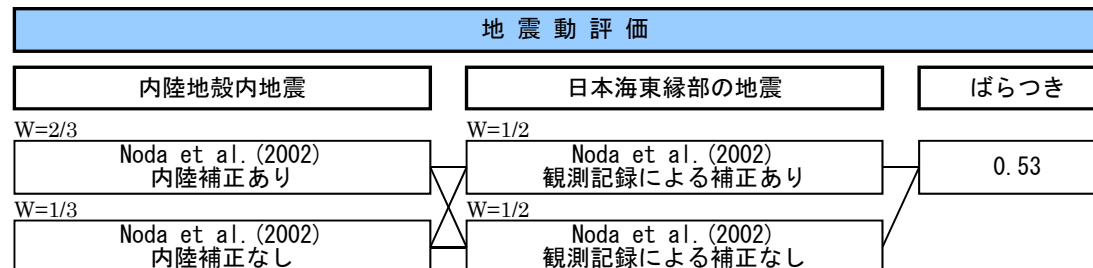 地震動評価
内陸地殻内地震
日本海東縁部の地震
ばらつき
W=2/3
Noda et al.(2002)
内陸補正あり
W=1/2
Noda et al.(2002)
観測記録による補正あり
0.53
W=1/3
Noda et al.(2002)
内陸補正なし
W=1/2
Noda et al.(2002)
観測記録による補正なし